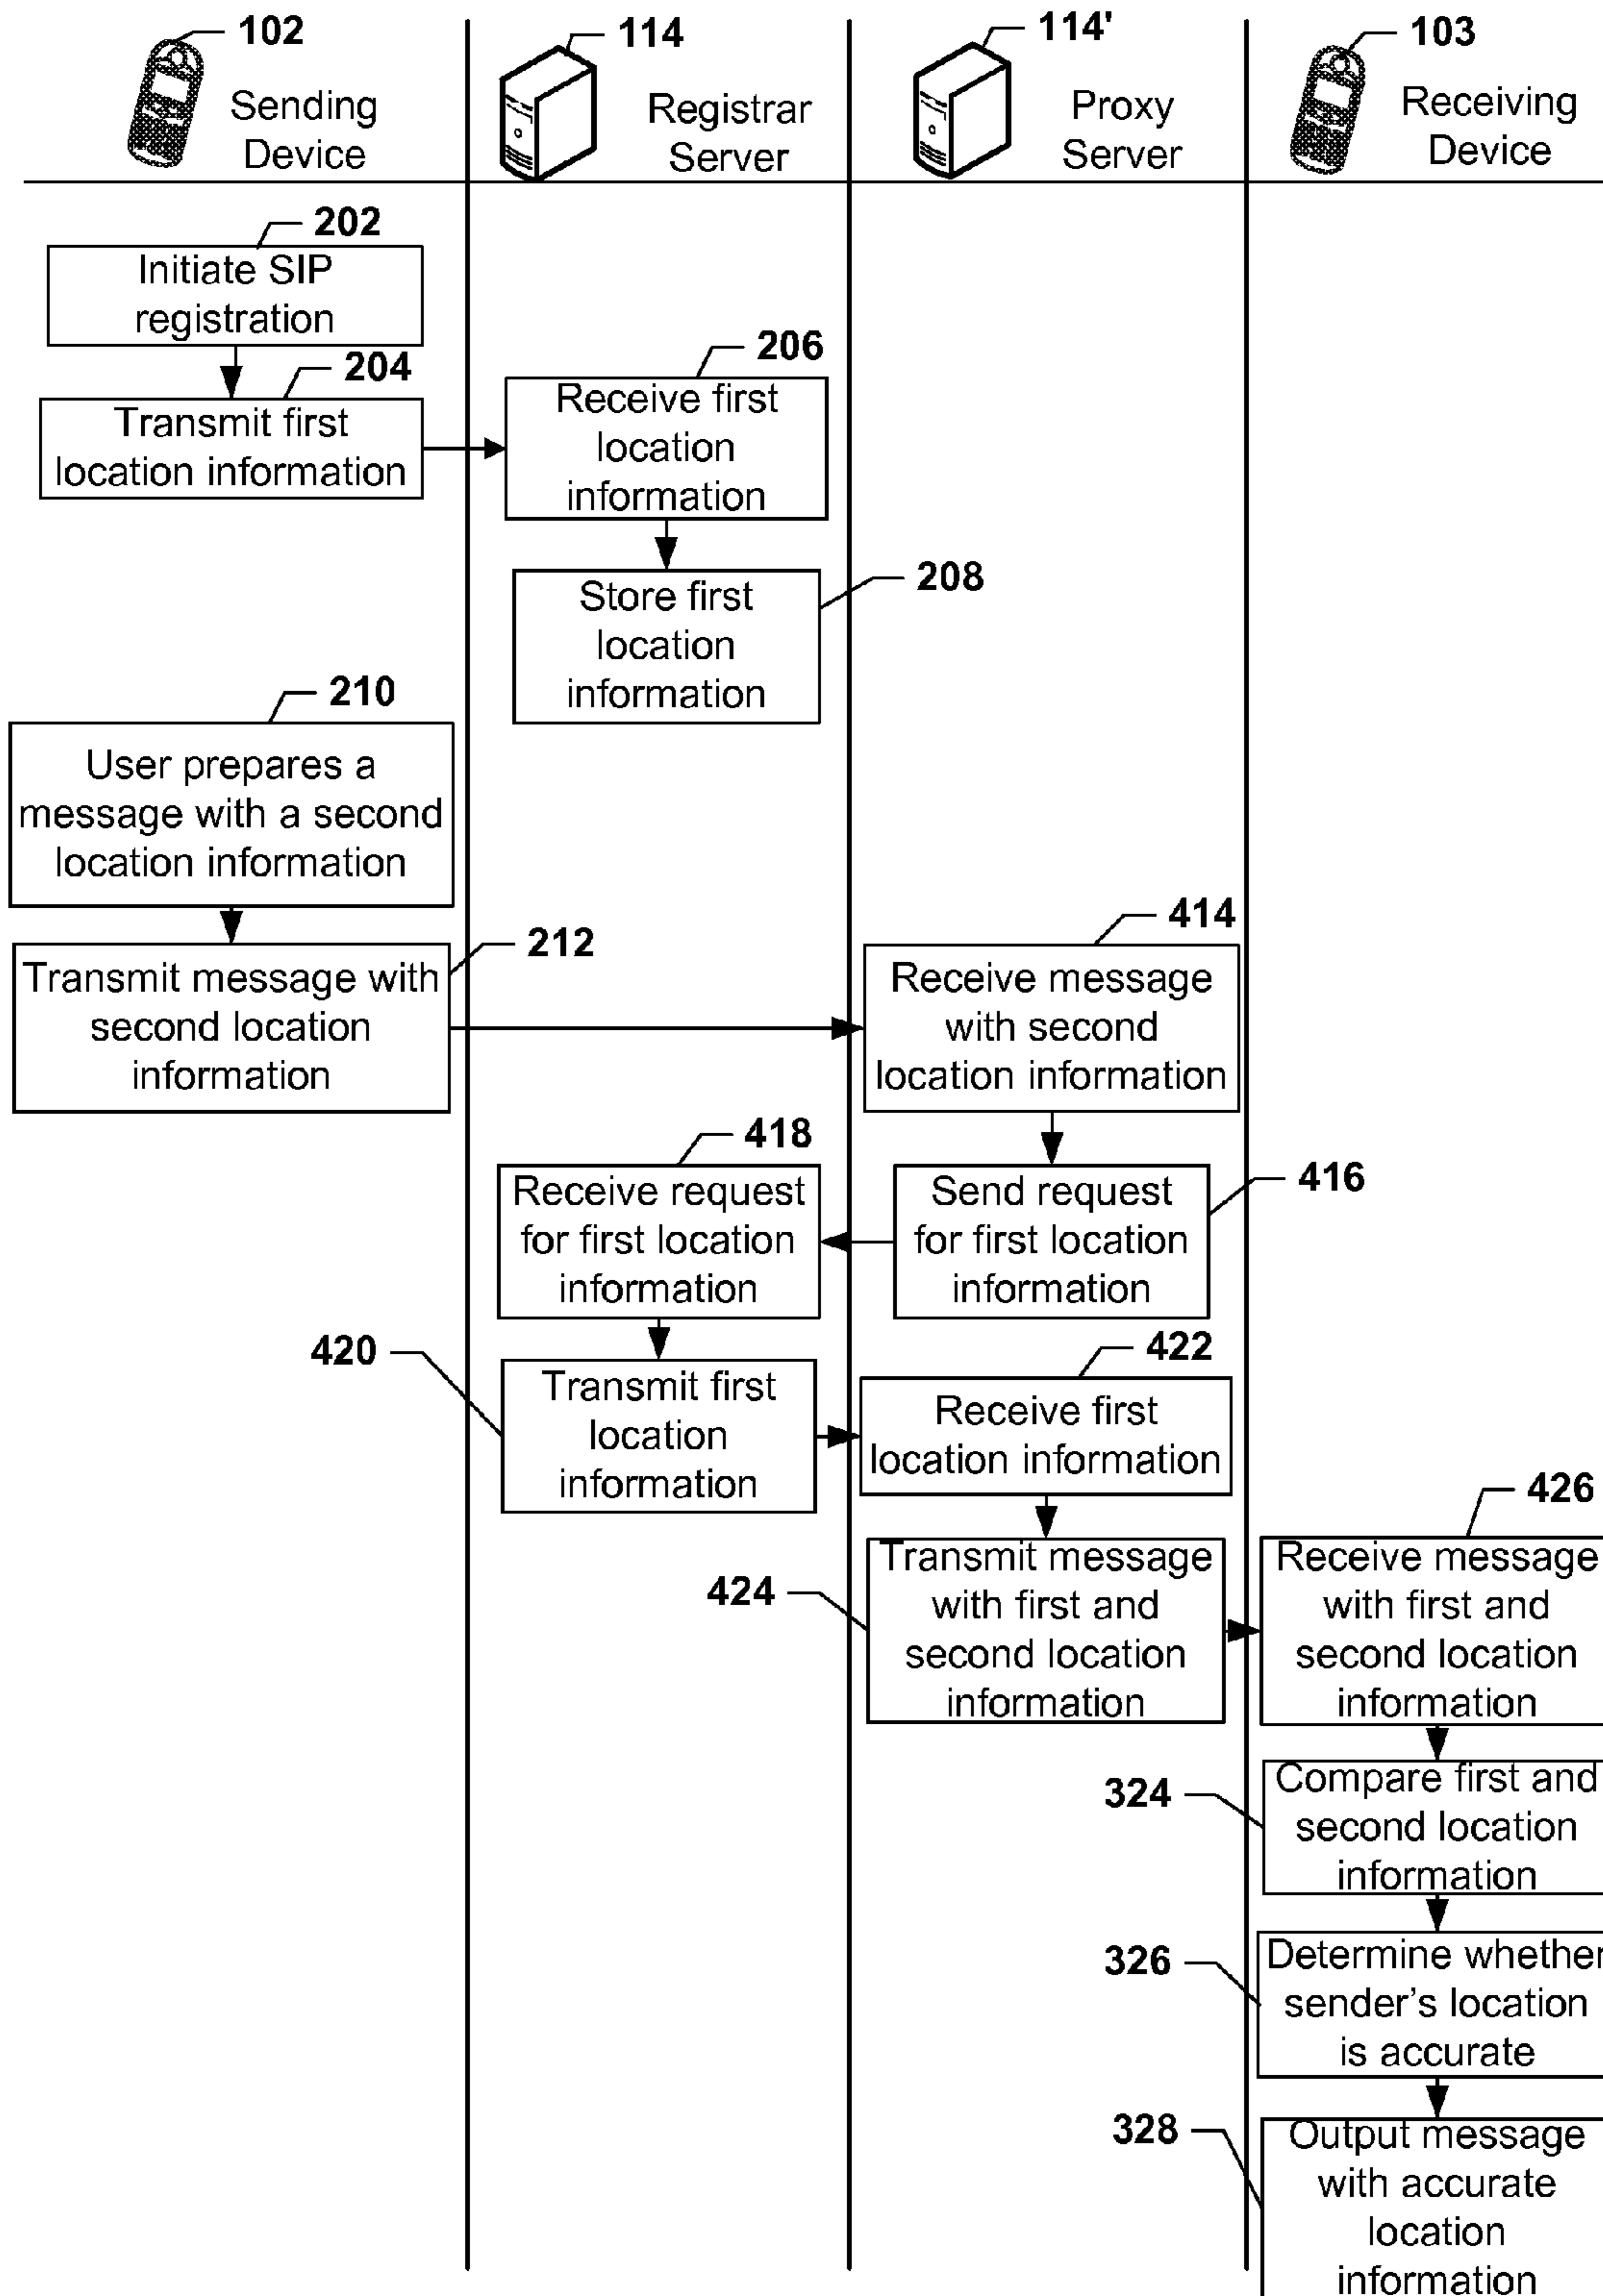 102
Sending
Device
114
Registrar
Server
114'
Proxy
Server
103
Receiving
Device
202
Initiate SIP
registration
204
Transmit first
location information
206
Receive first
location
information
208
Store first
location
information
210
User prepares a
message with a second
location information
212
Transmit message with
second location
information
414
Receive message
with second
location information
416
Send request
for first location
information
418
Receive request
for first location
information
420
Transmit first
location
information
422
Receive first
location information
424
Transmit message
with first and
second location
information
426
Receive message
with first and
second location
information
324
Compare first and
second location
information
326
Determine whether
sender's location
is accurate
328
Output message
with accurate
location
information